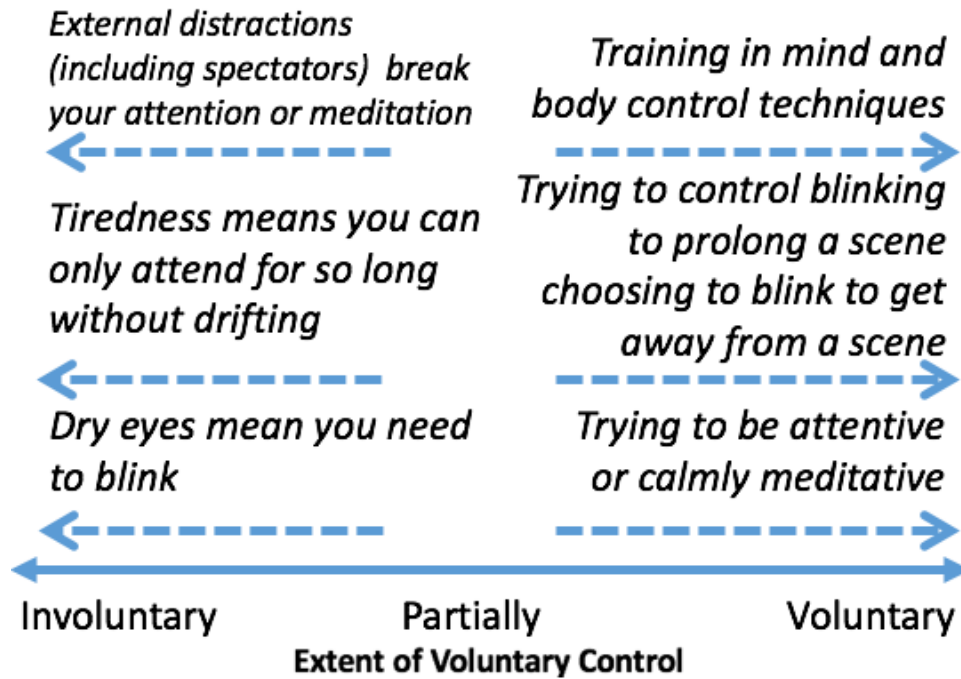 External distractions
(including spectators) break
your attention or meditation
Training in mind and
body control techniques
Tiredness means you can
only attend for so long
without drifting
Trying to control blinking
to prolong a scene
choosing to blink to get
away from a scene
Dry eyes mean you need
to blink
Trying to be attentive
or calmly meditative
Involuntary Partially Voluntary
Extent of Voluntary Control